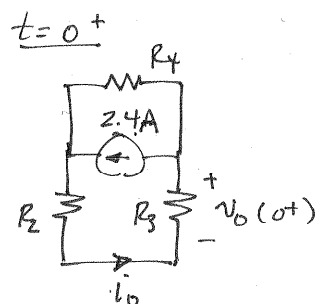 t = 0⁺
R4
2.4A
R2
R3
+
v₀(0+)
−
i₀